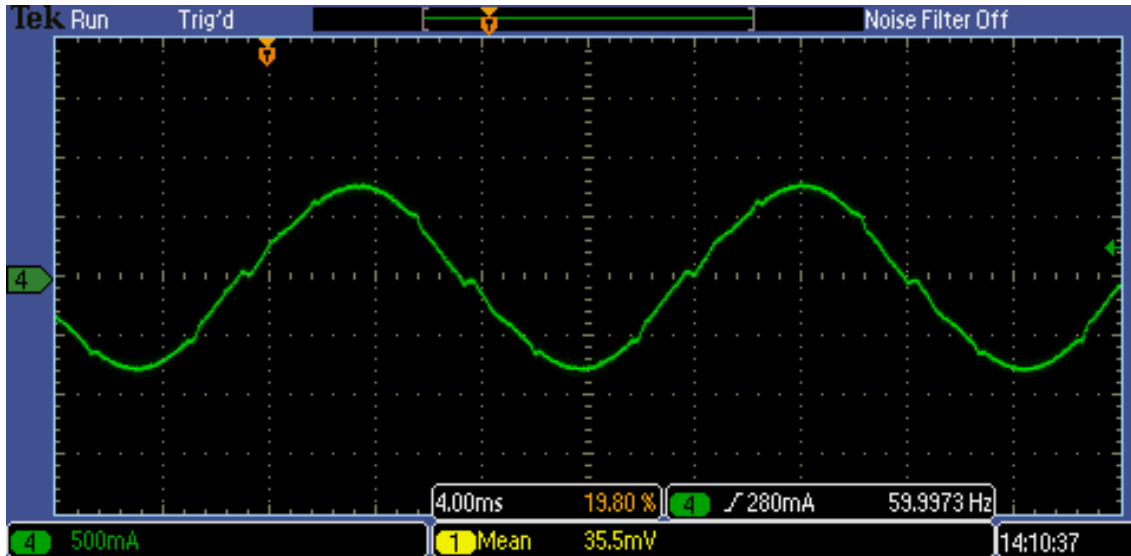 Tek Run Trig'd Noise Filter Off
T
T
4
4.00ms 19.80 % 4 280mA 59.9973 Hz
4 500mA 1 Mean 35.5mV 14:10:37